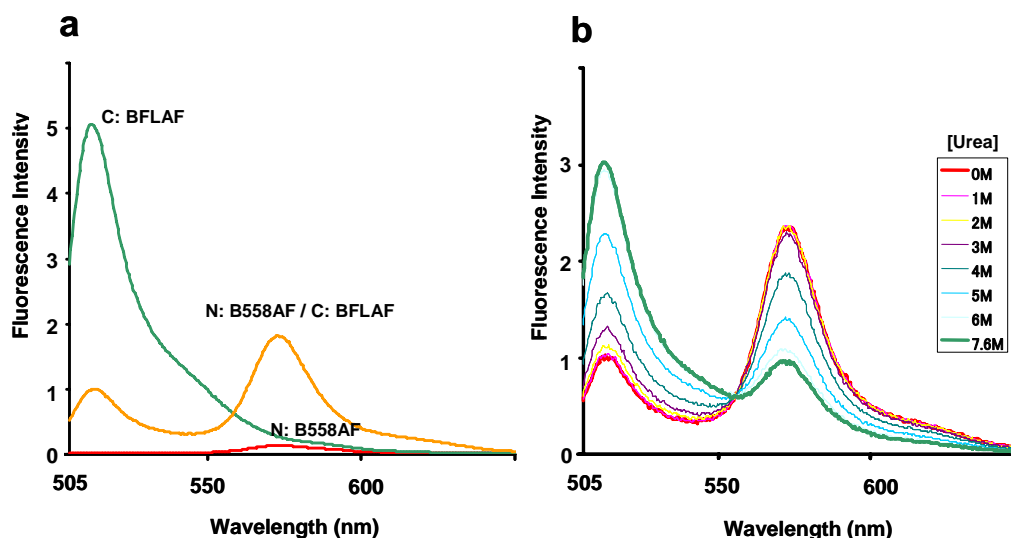 a
Fluorescence Intensity
5
4
3
2
1
0
C: BFLAF
N: B558AF / C: BFLAF
N: B558AF
505
550
600
Wavelength (nm)
b
Fluorescence Intensity
3
2
1
0
505
550
600
Wavelength (nm)
[Urea]
0M
1M
2M
3M
4M
5M
6M
7.6M